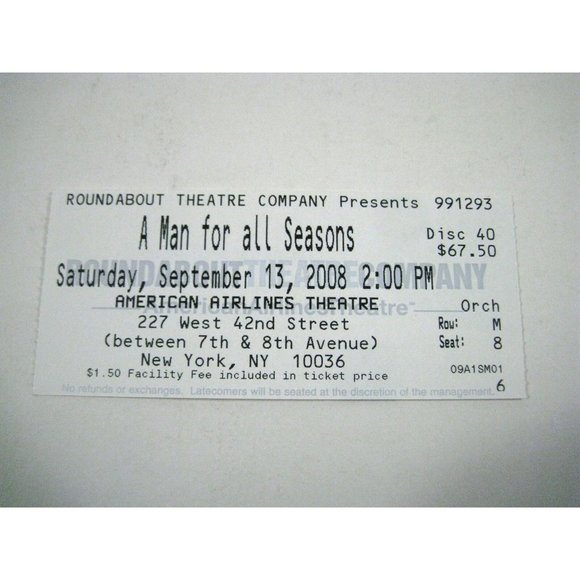 ROUNDABOUT THEATRE COMPANY Presents 991293
A Man for all Seasons
Disc 40
$67.50
ROUNDABOUTTHEATRECOMPANY
Saturday, September 13, 2008 2:00 PM
AMERICAN AIRLINES THEATRE
AmericanAirlinesTheatre™
Orch
227 West 42nd Street
Row: M
(between 7th & 8th Avenue)
Seat: 8
New York, NY 10036
$1.50 Facility Fee included in ticket price
09A1SM01
No refunds or exchanges. Latecomers will be seated at the discretion of the management.
6